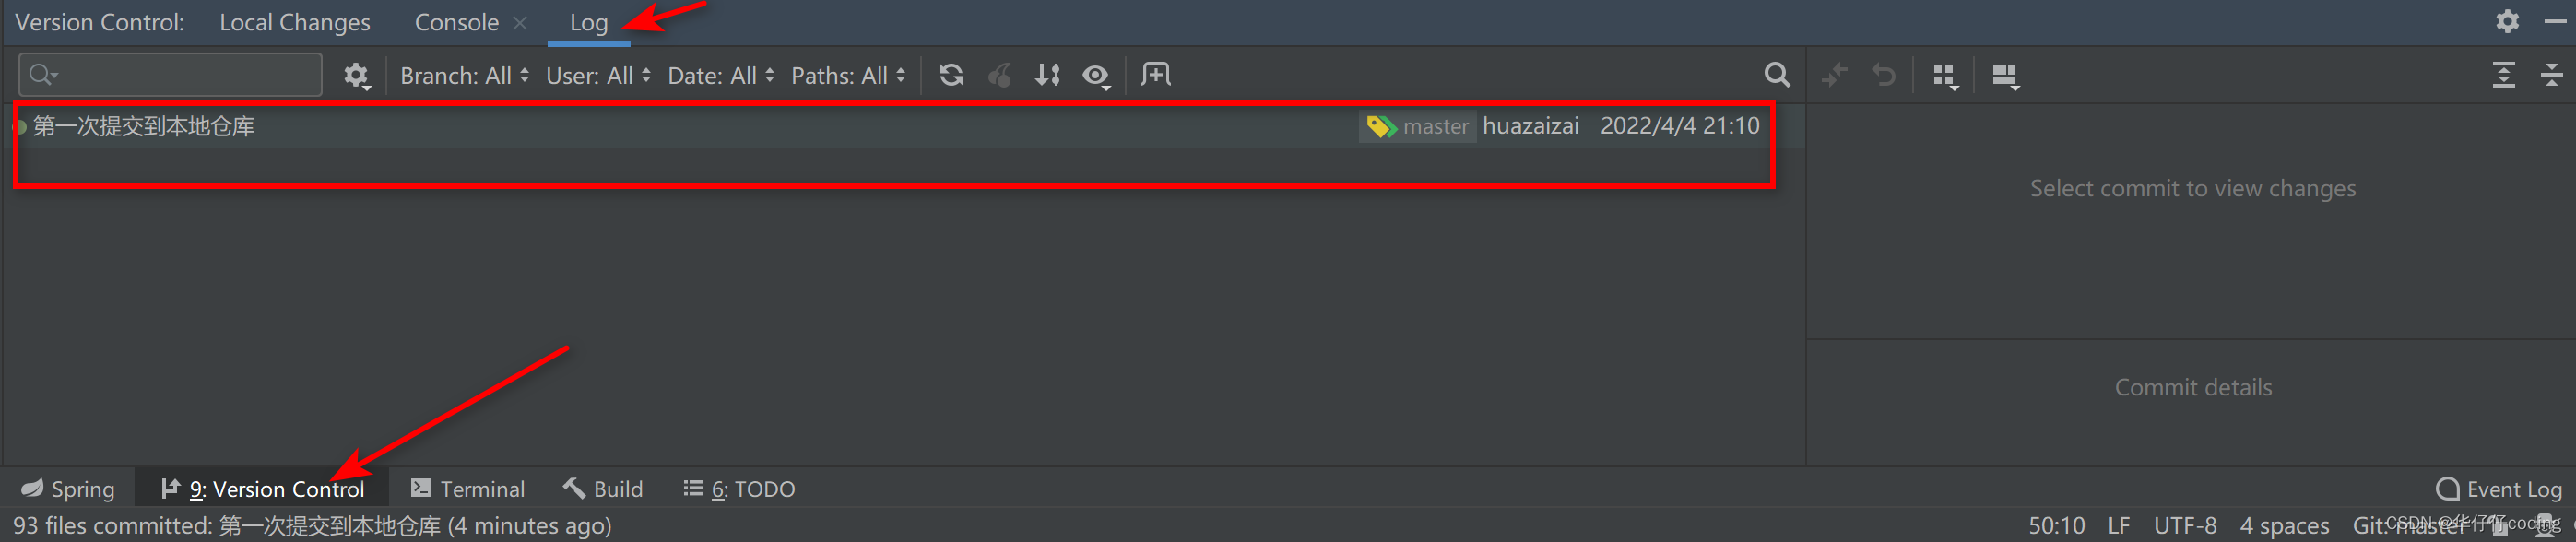 Version Control: Local Changes Console Log
Branch: All User: All Date: All Paths: All
第一次提交到本地仓库 master huazaizai 2022/4/4 21:10
Select commit to view changes
Commit details
Spring 9: Version Control Terminal Build 6: TODO Event Log
93 files committed: 第一次提交到本地仓库 (4 minutes ago) 50:10 LF UTF-8 4 spaces Git: master
CSDN @华仔仔coding